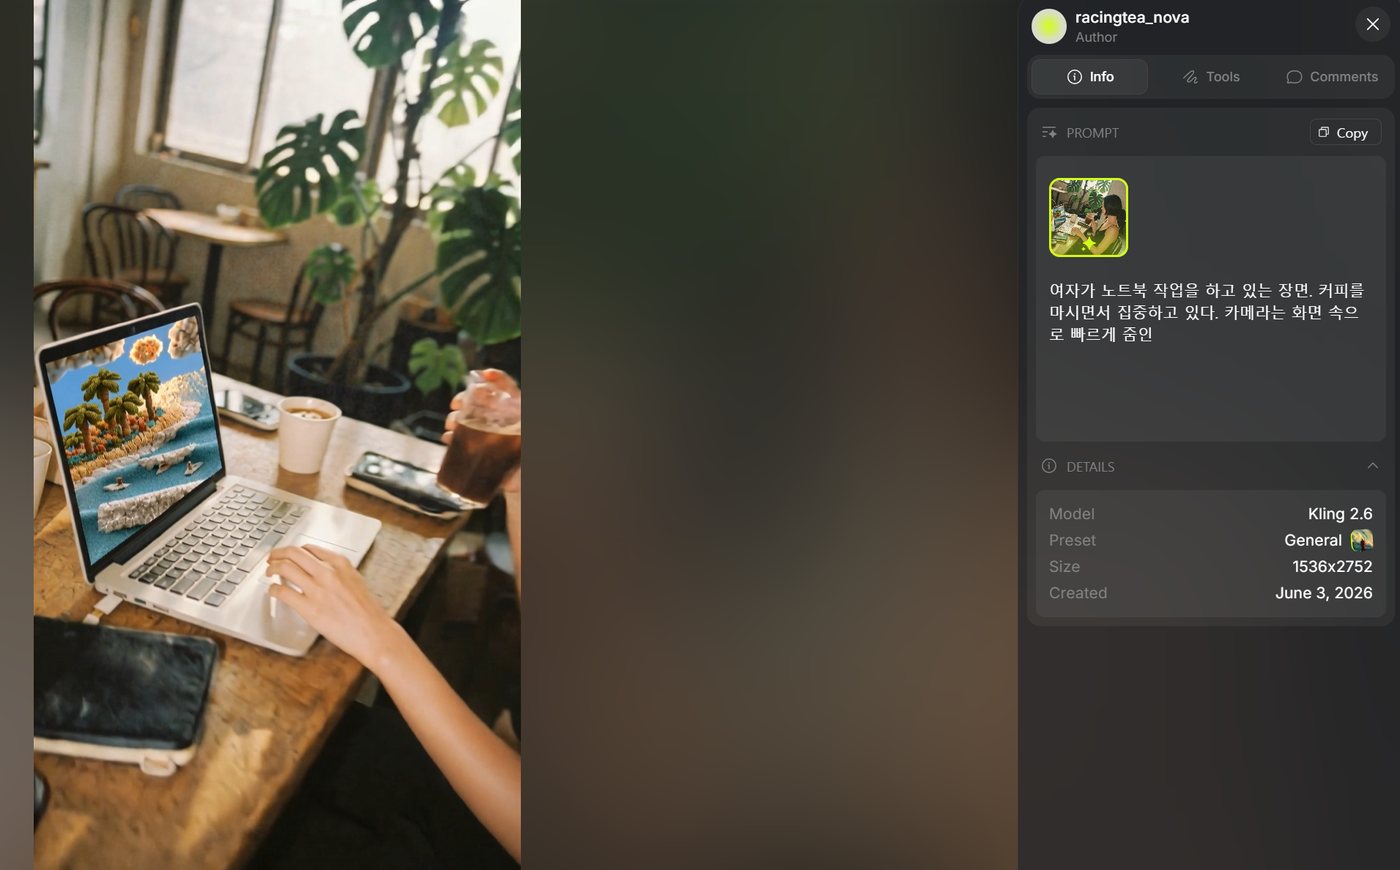 racingtea_nova
Author
Info
Tools
Comments
PROMPT
Copy
여자가 노트북 작업을 하고 있는 장면. 커피를
마시면서 집중하고 있다. 카메라는 화면 속으
로 빠르게 줌인
DETAILS
Model Kling 2.6
Preset General
Size 1536x2752
Created June 3, 2026